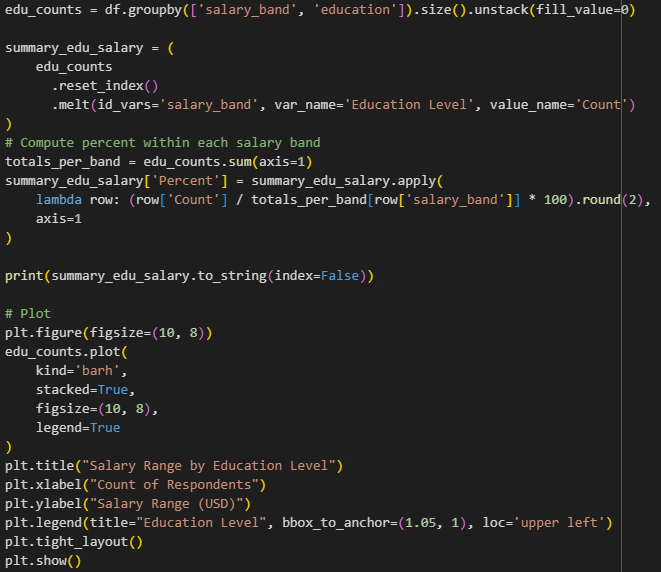 edu_counts = df.groupby(['salary_band', 'education']).size().unstack(fill_value=0)

summary_edu_salary = (
    edu_counts
      .reset_index()
      .melt(id_vars='salary_band', var_name='Education Level', value_name='Count')
)
# Compute percent within each salary band
totals_per_band = edu_counts.sum(axis=1)
summary_edu_salary['Percent'] = summary_edu_salary.apply(
    lambda row: (row['Count'] / totals_per_band[row['salary_band']] * 100).round(2),
    axis=1
)

print(summary_edu_salary.to_string(index=False))

# Plot
plt.figure(figsize=(10, 8))
edu_counts.plot(
    kind='barh',
    stacked=True,
    figsize=(10, 8),
    legend=True
)
plt.title("Salary Range by Education Level")
plt.xlabel("Count of Respondents")
plt.ylabel("Salary Range (USD)")
plt.legend(title="Education Level", bbox_to_anchor=(1.05, 1), loc='upper left')
plt.tight_layout()
plt.show()